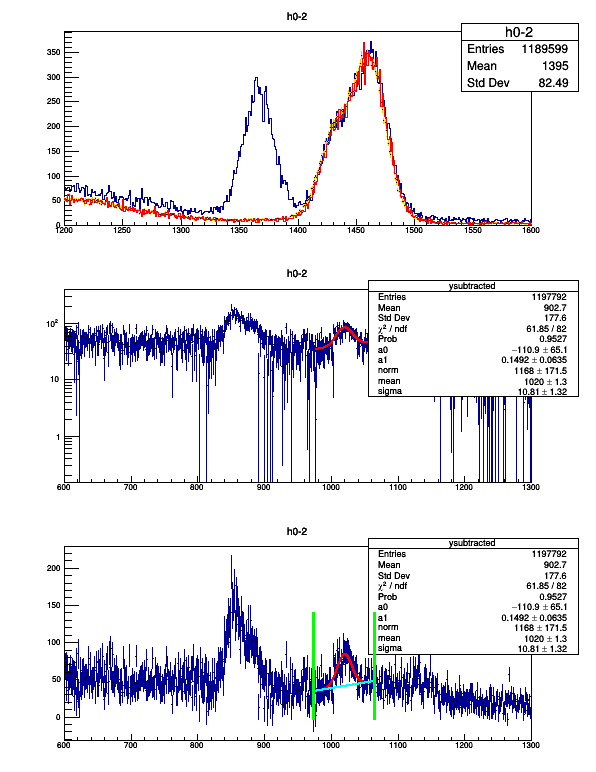 h0-2
h0-2
Entries 1189599
Mean 1395
Std Dev 82.49
350
300
250
200
150
100
50
0
1200 1250 1300 1350 1400 1450 1500 1550 1600
h0-2
ysubtracted
Entries 1197792
Mean 902.7
Std Dev 177.6
χ² / ndf 61.85 / 82
Prob 0.9527
a0 −110.9 ± 65.1
a1 0.1492 ± 0.0635
norm 1168 ± 171.5
mean 1020 ± 1.3
sigma 10.81 ± 1.32
10²
10
1
600 700 800 900 1000 1100 1200 1300
h0-2
ysubtracted
Entries 1197792
Mean 902.7
Std Dev 177.6
χ² / ndf 61.85 / 82
Prob 0.9527
a0 −110.9 ± 65.1
a1 0.1492 ± 0.0635
norm 1168 ± 171.5
mean 1020 ± 1.3
sigma 10.81 ± 1.32
200
150
100
50
0
600 700 800 900 1000 1100 1200 1300